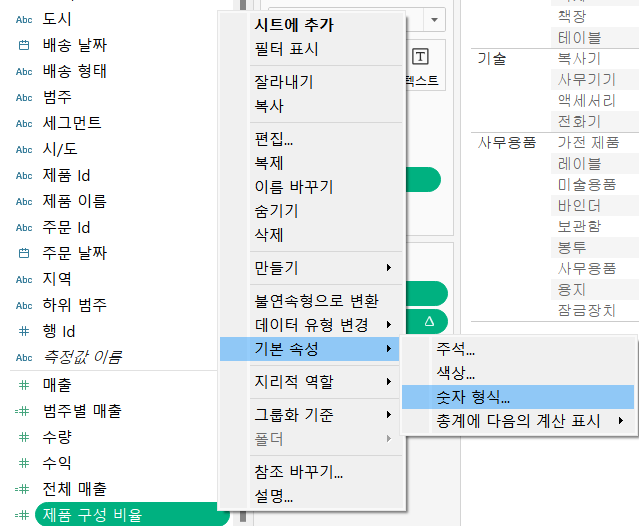 Abc 도시
배송 날짜
Abc 배송 형태
Abc 범주
Abc 세그먼트
Abc 시/도
Abc 제품 Id
Abc 제품 이름
Abc 주문 Id
주문 날짜
Abc 지역
Abc 하위 범주
# 행 Id
Abc 측정값 이름
# 매출
=# 범주별 매출
# 수량
# 수익
=# 전체 매출
=# 제품 구성 비율
시트에 추가
필터 표시
잘라내기
복사
편집...
복제
이름 바꾸기
숨기기
삭제
만들기
불연속형으로 변환
데이터 유형 변경
기본 속성
지리적 역할
그룹화 기준
폴더
참조 바꾸기...
설명...
주석...
색상...
숫자 형식...
총계에 다음의 계산 표시
T
텍스트
Δ
책장
테이블
기술 복사기
사무기기
액세서리
전화기
사무용품 가전 제품
레이블
미술용품
바인더
보관함
봉투
사무용품
용지
잠금장치